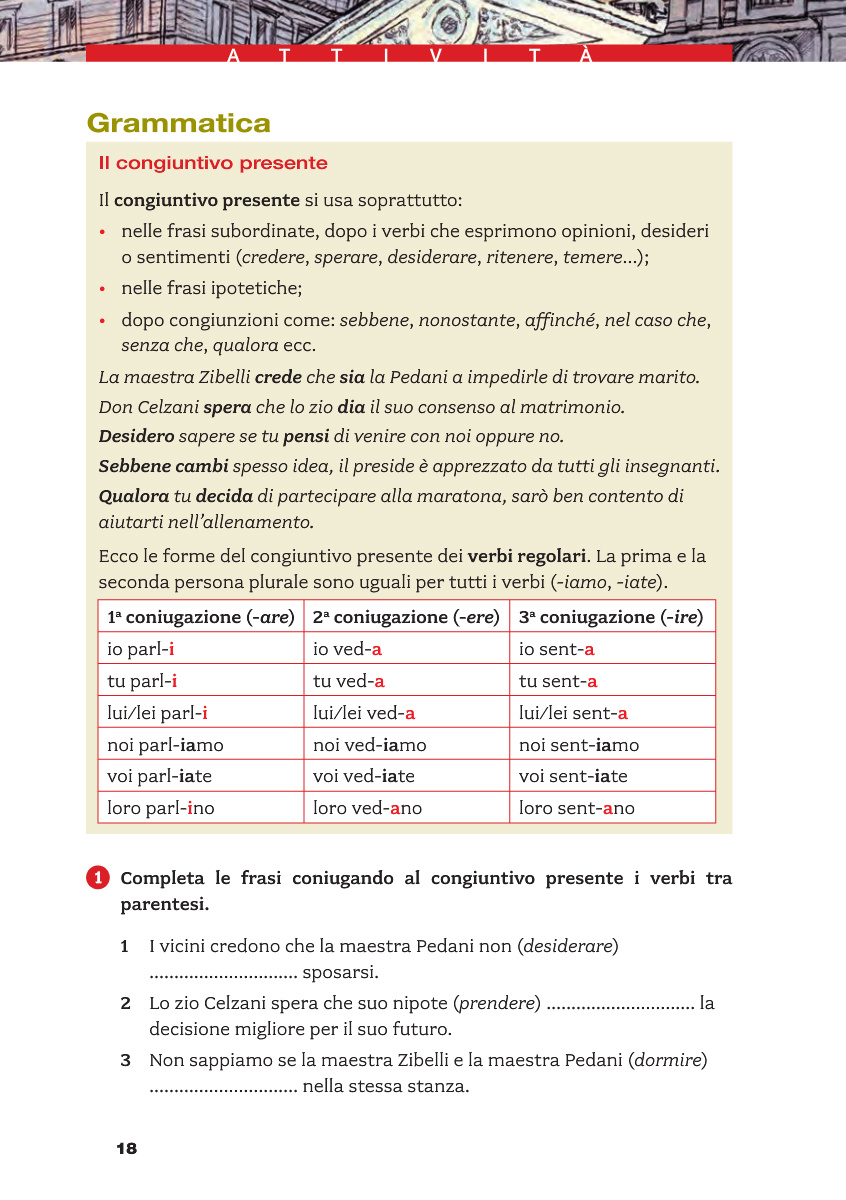 ATTIVITÀ
Grammatica
Il congiuntivo presente
Il congiuntivo presente si usa soprattutto:
• nelle frasi subordinate, dopo i verbi che esprimono opinioni, desideri
o sentimenti (credere, sperare, desiderare, ritenere, temere...);
• nelle frasi ipotetiche;
• dopo congiunzioni come: sebbene, nonostante, affinché, nel caso che,
senza che, qualora ecc.
La maestra Zibelli crede che sia la Pedani a impedirle di trovare marito.
Don Celzani spera che lo zio dia il suo consenso al matrimonio.
Desidero sapere se tu pensi di venire con noi oppure no.
Sebbene cambi spesso idea, il preside è apprezzato da tutti gli insegnanti.
Qualora tu decida di partecipare alla maratona, sarò ben contento di
aiutarti nell'allenamento.
Ecco le forme del congiuntivo presente dei verbi regolari. La prima e la
seconda persona plurale sono uguali per tutti i verbi (-iamo, -iate).
1ª coniugazione (-are) 2ª coniugazione (-ere) 3ª coniugazione (-ire)
io parl-i io ved-a io sent-a
tu parl-i tu ved-a tu sent-a
lui/lei parl-i lui/lei ved-a lui/lei sent-a
noi parl-iamo noi ved-iamo noi sent-iamo
voi parl-iate voi ved-iate voi sent-iate
loro parl-ino loro ved-ano loro sent-ano
1 Completa le frasi coniugando al congiuntivo presente i verbi tra
parentesi.
1 I vicini credono che la maestra Pedani non (desiderare)
.............................. sposarsi.
2 Lo zio Celzani spera che suo nipote (prendere) .............................. la
decisione migliore per il suo futuro.
3 Non sappiamo se la maestra Zibelli e la maestra Pedani (dormire)
.............................. nella stessa stanza.
18